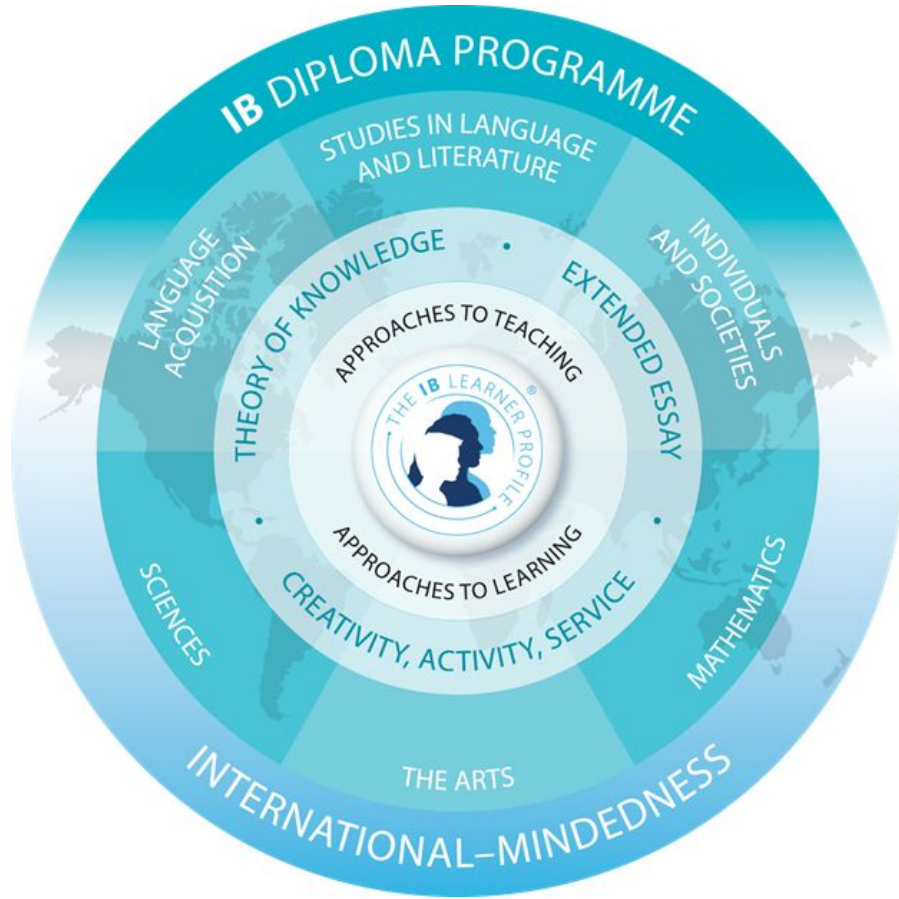 IB DIPLOMA PROGRAMME
STUDIES IN LANGUAGE
AND LITERATURE
LANGUAGE
ACQUISITION
INDIVIDUALS
AND SOCIETIES
THEORY OF KNOWLEDGE
EXTENDED ESSAY
APPROACHES TO TEACHING
THE IB LEARNER PROFILE®
APPROACHES TO LEARNING
CREATIVITY, ACTIVITY, SERVICE
SCIENCES
MATHEMATICS
THE ARTS
INTERNATIONAL–MINDEDNESS